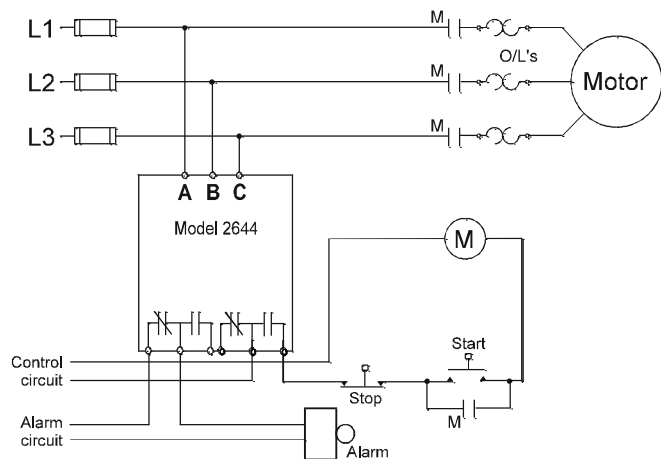 L1
M
O/L's
L2
M
Motor
L3
M
A B C
Model 2644
M
Control
circuit
Start
Stop
M
Alarm
circuit
Alarm